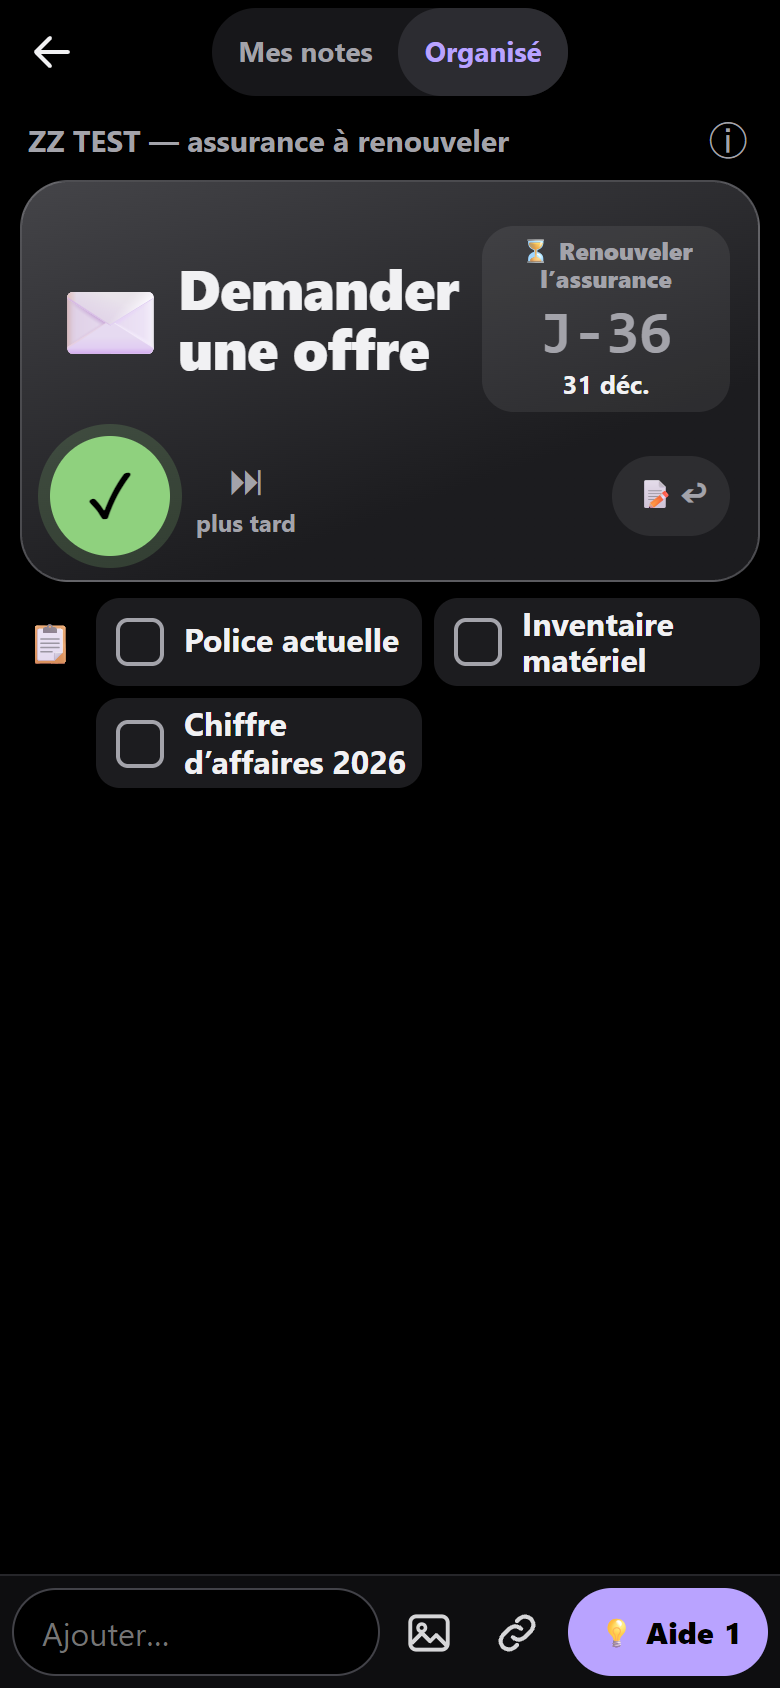 Mes notes
Organisé
ZZ TEST — assurance à renouveler
Demander
une offre
⏳ Renouveler
l’assurance
J-36
31 déc.
plus tard
Police actuelle
Inventaire
matériel
Chiffre
d’affaires 2026
Ajouter...
Aide 1